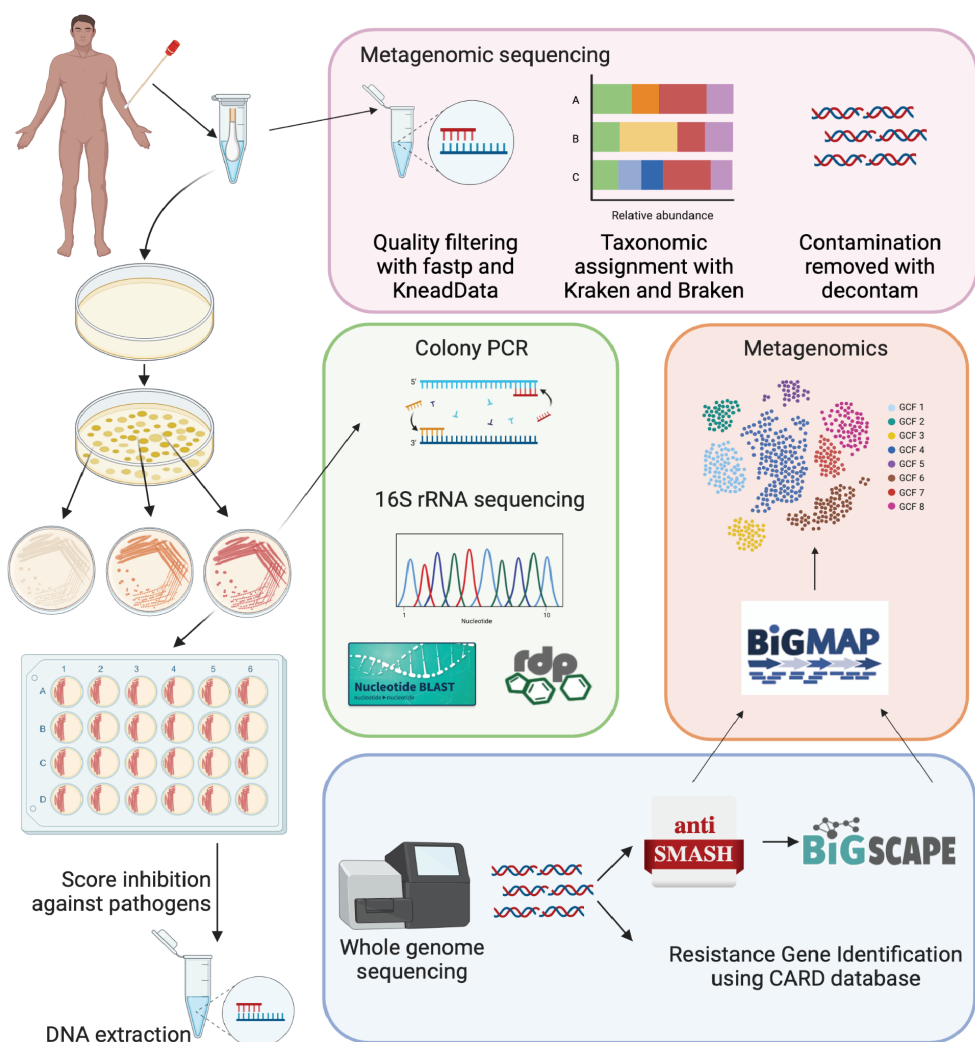 Metagenomic sequencing
A
B
C
Relative abundance
Quality filtering
with fastp and
KneadData
Taxonomic
assignment with
Kraken and Braken
Contamination
removed with
decontam
Colony PCR
5'
3'
16S rRNA sequencing
1
10
Nucleotide
Nucleotide BLAST
nucleotide ▸ nucleotide
rdp
Metagenomics
GCF 1
GCF 2
GCF 3
GCF 4
GCF 5
GCF 6
GCF 7
GCF 8
BiGMAP
1 2 3 4 5 6
A
B
C
D
Score inhibition
against pathogens
DNA extraction
Whole genome
sequencing
anti
SMASH
BiGSCAPE
Resistance Gene Identification
using CARD database